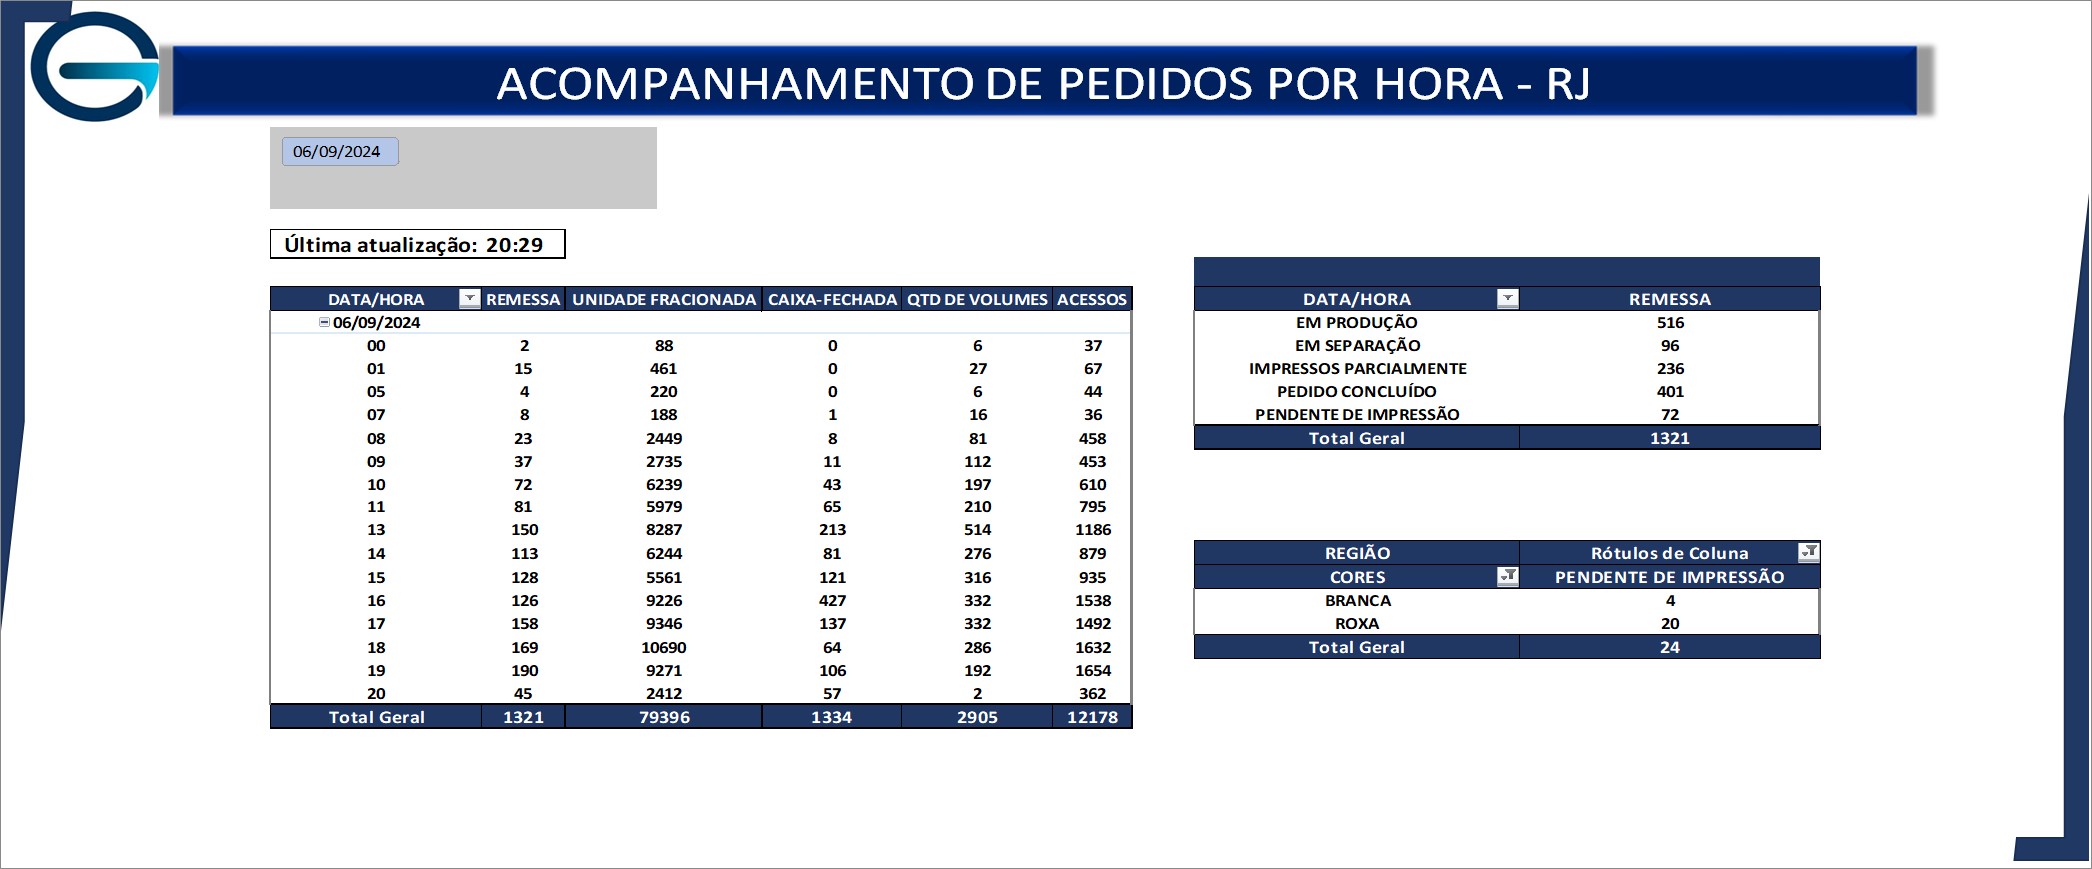 ACOMPANHAMENTO DE PEDIDOS POR HORA - RJ
06/09/2024
Última atualização: 20:29
DATA/HORA REMESSA UNIDADE FRACIONADA CAIXA-FECHADA QTD DE VOLUMES ACESSOS
06/09/2024
00 2 88 0 6 37
01 15 461 0 27 67
05 4 220 0 6 44
07 8 188 1 16 36
08 23 2449 8 81 458
09 37 2735 11 112 453
10 72 6239 43 197 610
11 81 5979 65 210 795
13 150 8287 213 514 1186
14 113 6244 81 276 879
15 128 5561 121 316 935
16 126 9226 427 332 1538
17 158 9346 137 332 1492
18 169 10690 64 286 1632
19 190 9271 106 192 1654
20 45 2412 57 2 362
Total Geral 1321 79396 1334 2905 12178
DATA/HORA REMESSA
EM PRODUÇÃO 516
EM SEPARAÇÃO 96
IMPRESSOS PARCIALMENTE 236
PEDIDO CONCLUÍDO 401
PENDENTE DE IMPRESSÃO 72
Total Geral 1321
REGIÃO Rótulos de Coluna
CORES PENDENTE DE IMPRESSÃO
BRANCA 4
ROXA 20
Total Geral 24